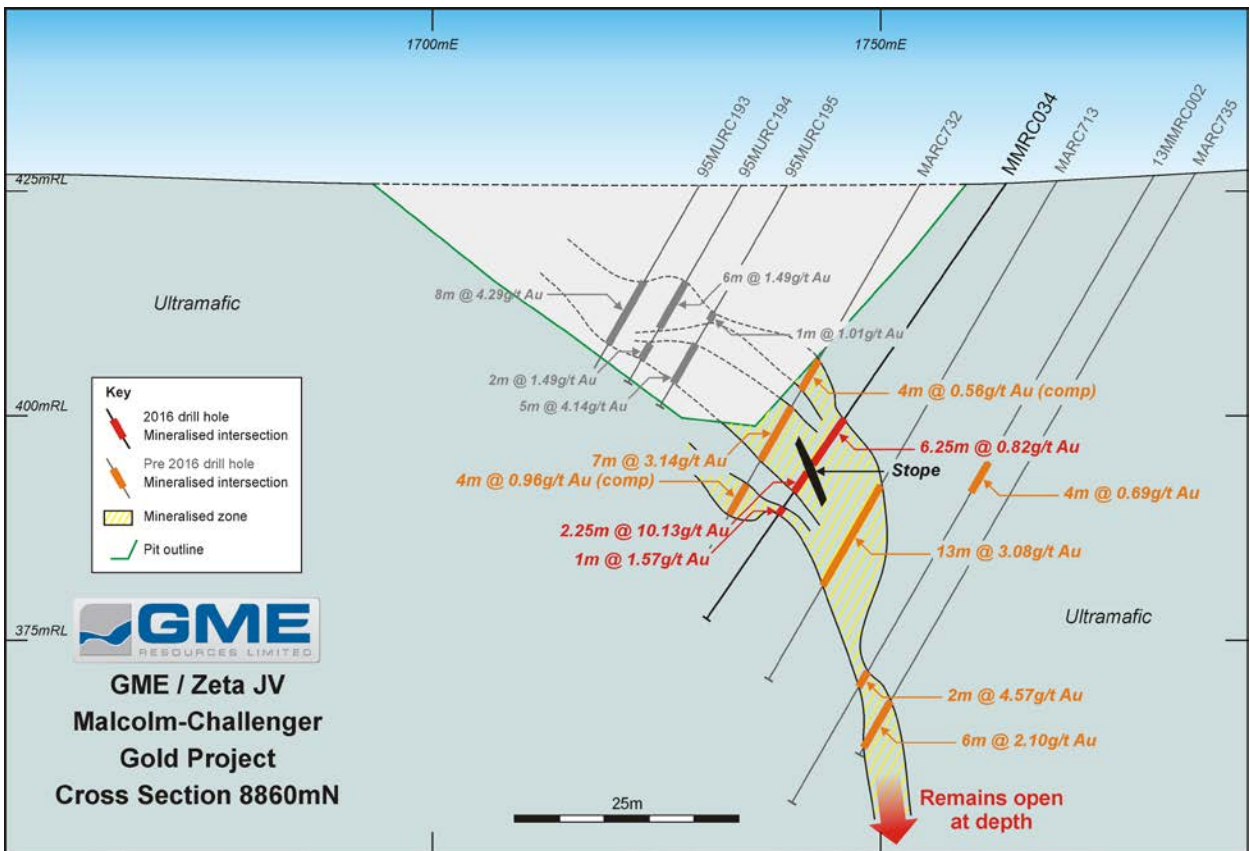 1700mE
1750mE
95MURC193
95MURC194
95MURC195
MARC732
MMRC034
MARC713
13MMRC002
MARC735
425mRL
Ultramafic
8m @ 4.29g/t Au
6m @ 1.49g/t Au
1m @ 1.01g/t Au
2m @ 1.49g/t Au
5m @ 4.14g/t Au
400mRL
4m @ 0.56g/t Au (comp)
6.25m @ 0.82g/t Au
7m @ 3.14g/t Au
Stope
4m @ 0.96g/t Au (comp)
4m @ 0.69g/t Au
2.25m @ 10.13g/t Au
1m @ 1.57g/t Au
13m @ 3.08g/t Au
Key
2016 drill hole
Mineralised intersection
Pre 2016 drill hole
Mineralised intersection
Mineralised zone
Pit outline
375mRL
Ultramafic
GME
RESOURCES LIMITED
GME / Zeta JV
Malcolm-Challenger
Gold Project
Cross Section 8860mN
2m @ 4.57g/t Au
6m @ 2.10g/t Au
25m
Remains open
at depth